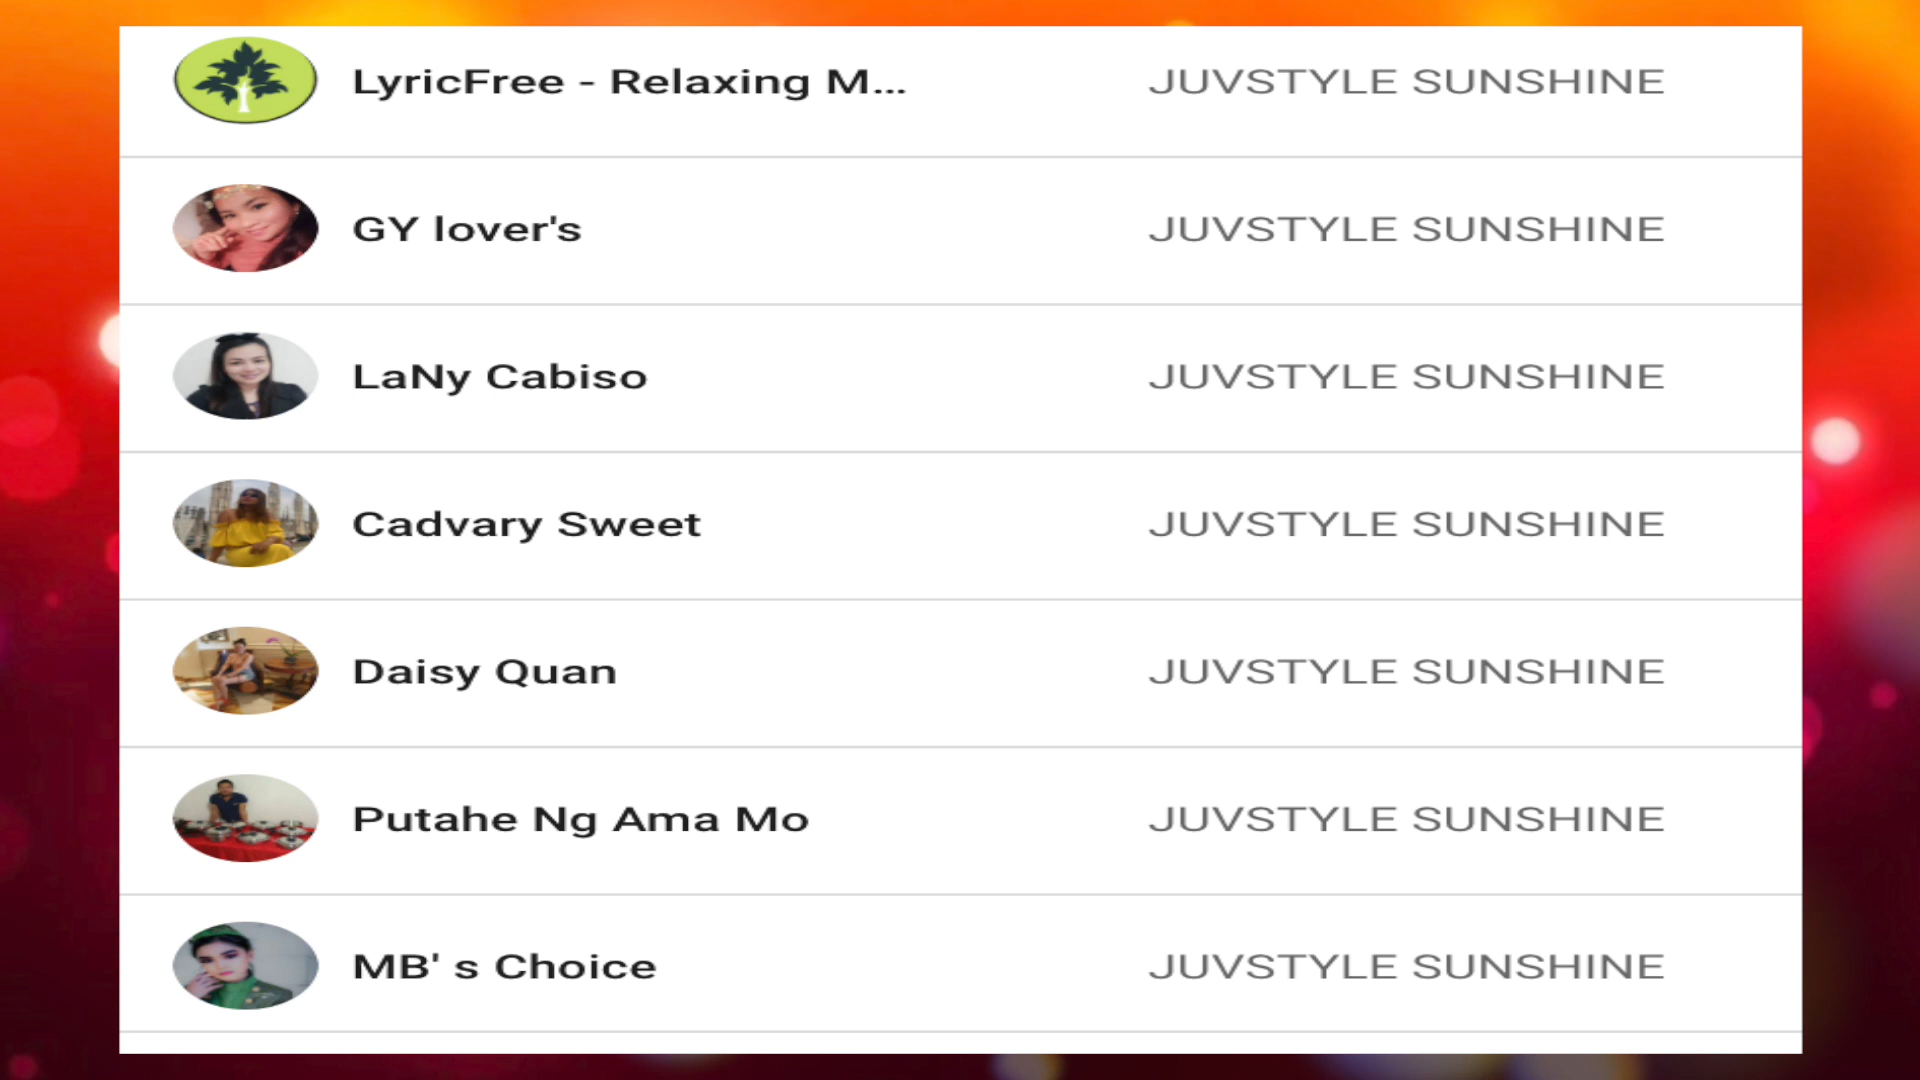 LyricFree - Relaxing M... JUVSTYLE SUNSHINE
GY lover's JUVSTYLE SUNSHINE
LaNy Cabiso JUVSTYLE SUNSHINE
Cadvary Sweet JUVSTYLE SUNSHINE
Daisy Quan JUVSTYLE SUNSHINE
Putahe Ng Ama Mo JUVSTYLE SUNSHINE
MB' s Choice JUVSTYLE SUNSHINE